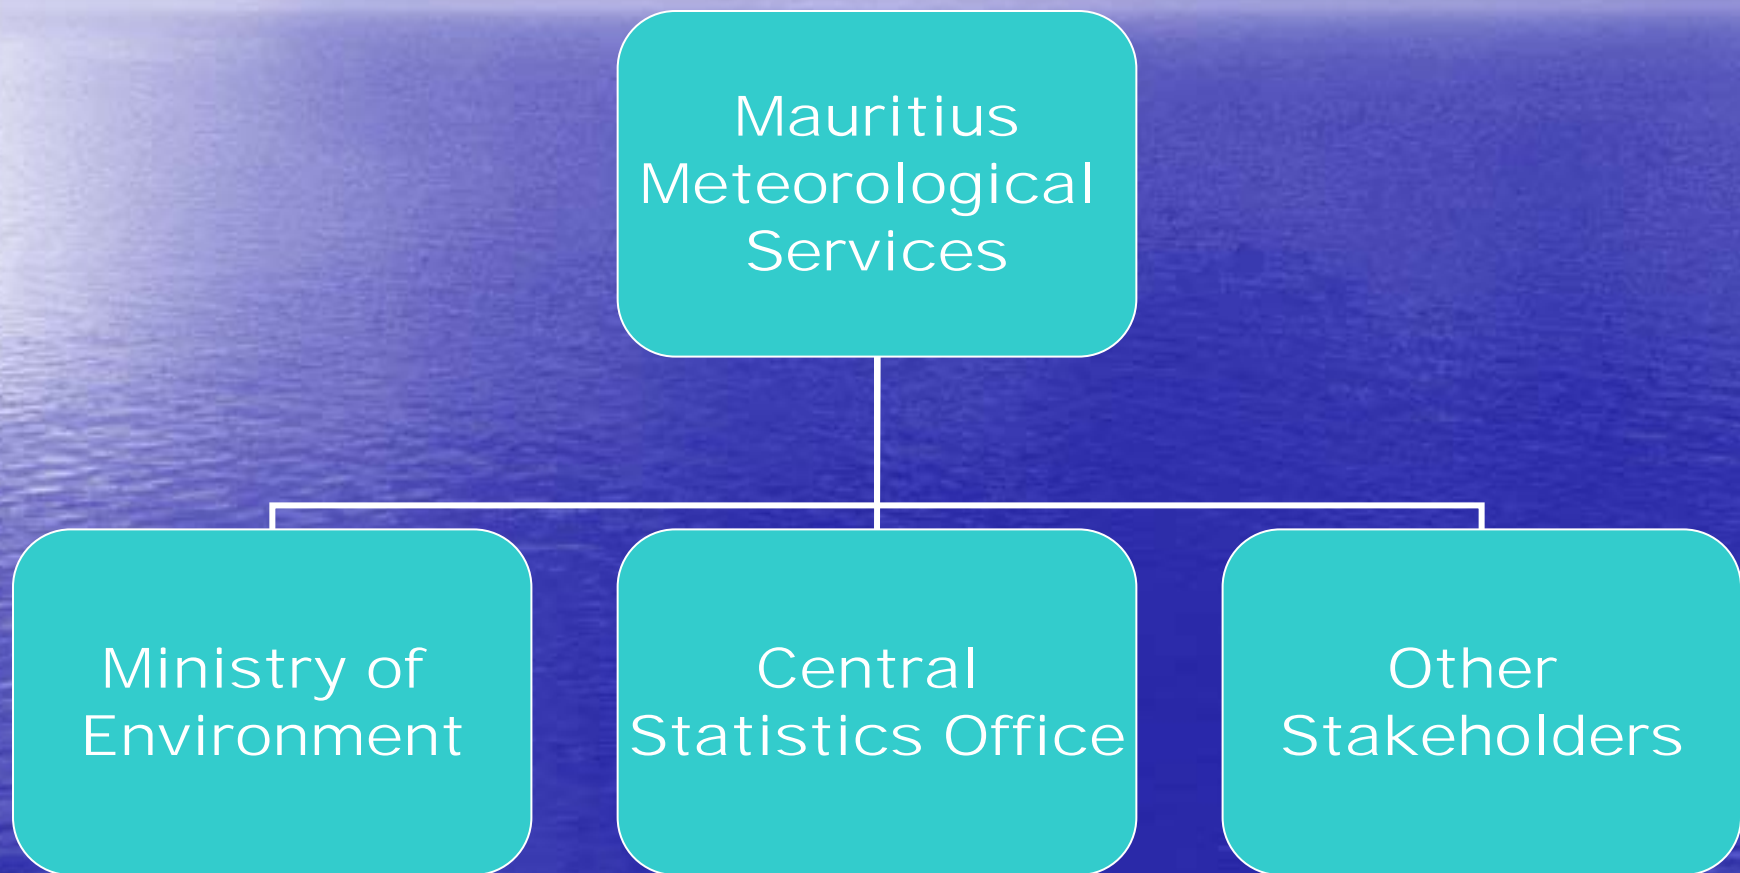 Mauritius
Meteorological
Services
Ministry of
Environment
Central
Statistics Office
Other
Stakeholders